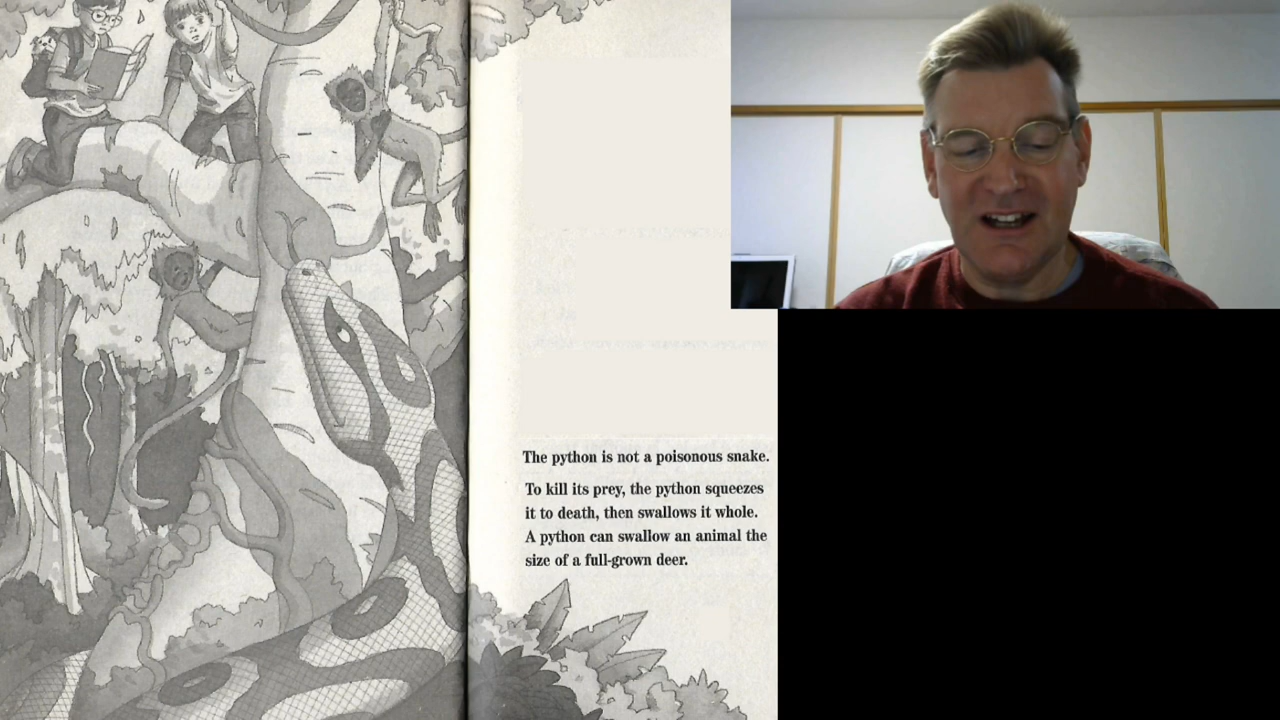 The python is not a poisonous snake.
To kill its prey, the python squeezes
it to death, then swallows it whole.
A python can swallow an animal the
size of a full-grown deer.